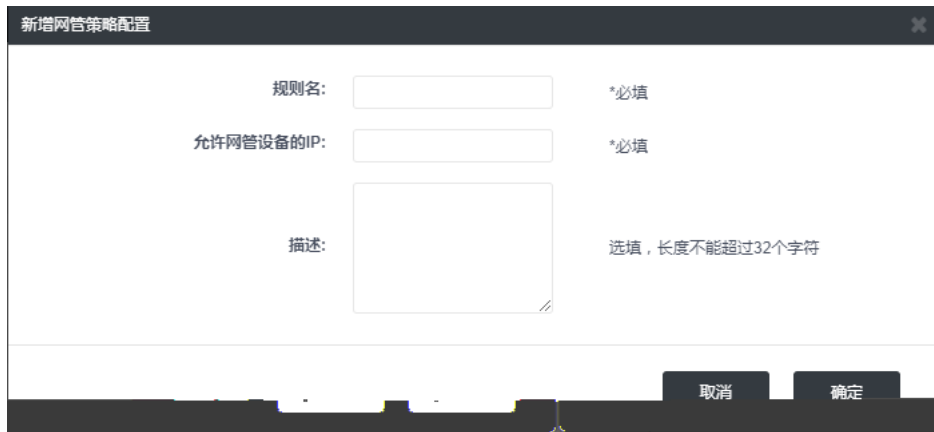 新增网管策略配置
规则名:
*必填
允许网管设备的IP:
*必填
描述:
选填，长度不能超过32个字符
取消
确定